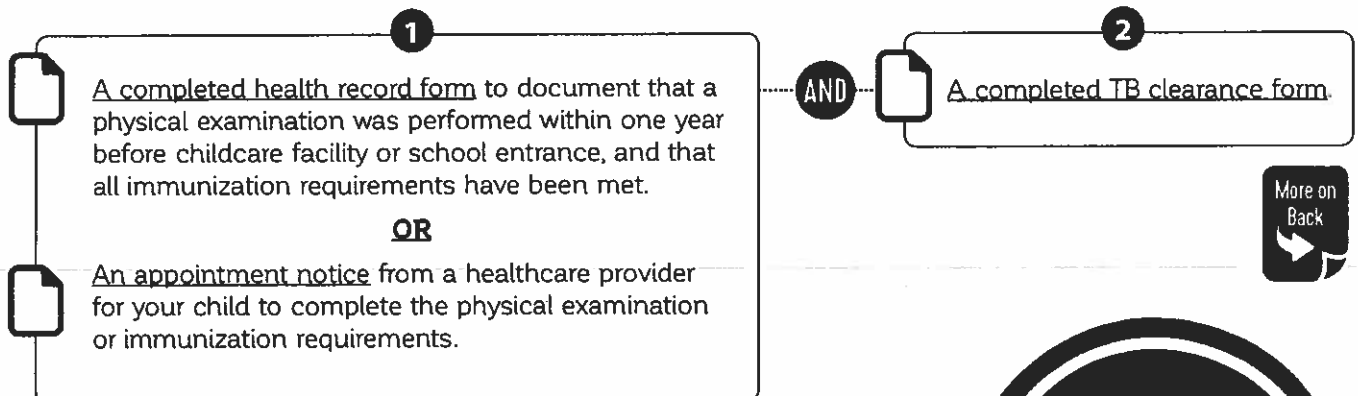 1
A completed health record form to document that a
physical examination was performed within one year
before childcare facility or school entrance, and that
all immunization requirements have been met.
OR
An appointment notice from a healthcare provider
for your child to complete the physical examination
or immunization requirements.
AND
2
A completed TB clearance form.
More on
Back